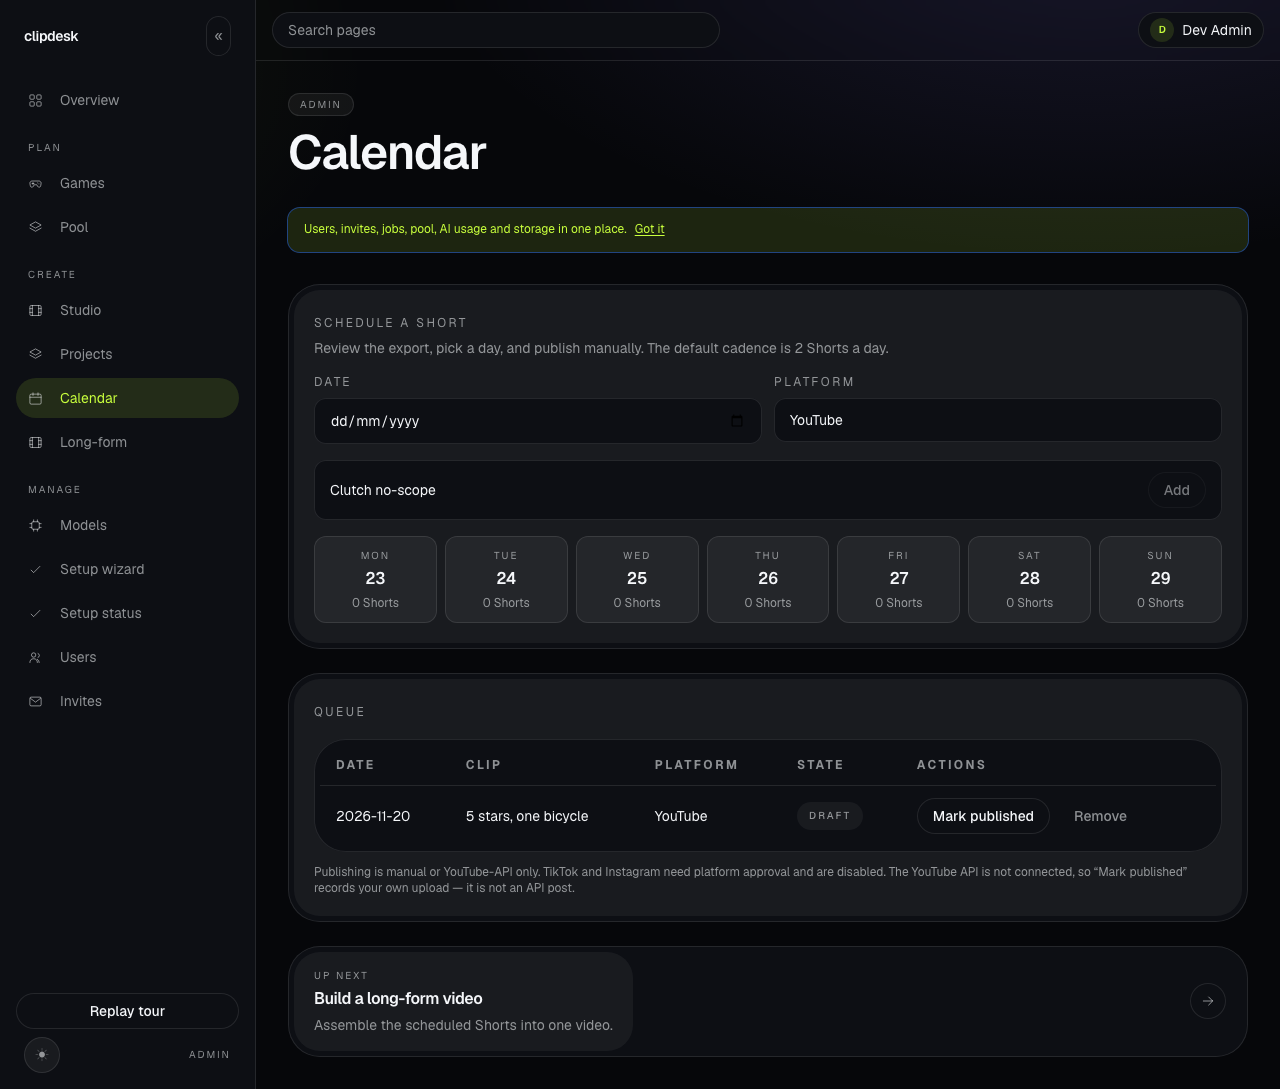 clipdesk
«
Search pages
D
Dev Admin
Overview
PLAN
Games
Pool
CREATE
Studio
Projects
Calendar
Long-form
MANAGE
Models
Setup wizard
Setup status
Users
Invites
Replay tour
ADMIN
ADMIN
Calendar
Users, invites, jobs, pool, AI usage and storage in one place. Got it
SCHEDULE A SHORT
Review the export, pick a day, and publish manually. The default cadence is 2 Shorts a day.
DATE
PLATFORM
dd/mm/yyyy
YouTube
Clutch no-scope
Add
MON
23
0 Shorts
TUE
24
0 Shorts
WED
25
0 Shorts
THU
26
0 Shorts
FRI
27
0 Shorts
SAT
28
0 Shorts
SUN
29
0 Shorts
QUEUE
DATE CLIP PLATFORM STATE ACTIONS
2026-11-20 5 stars, one bicycle YouTube DRAFT Mark published Remove
Publishing is manual or YouTube-API only. TikTok and Instagram need platform approval and are disabled. The YouTube API is not connected, so “Mark published”
records your own upload — it is not an API post.
UP NEXT
Build a long-form video
Assemble the scheduled Shorts into one video.